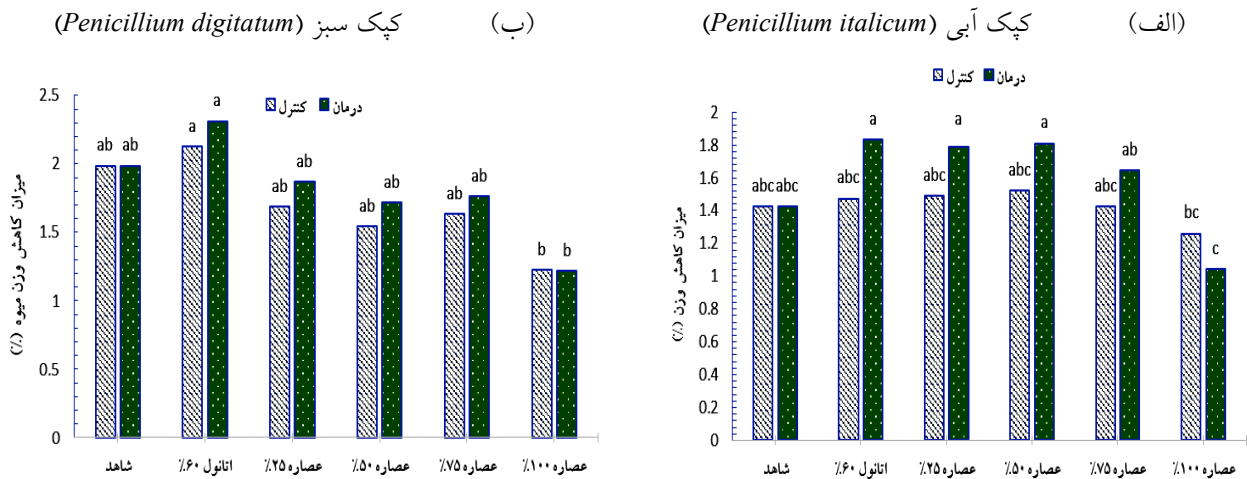 (الف) کپک آبی (Penicillium italicum)
(ب) کپک سبز (Penicillium digitatum)
کنترل درمان
میزان کاهش وزن (٪)
2
1.8
1.6
1.4
1.2
1
0.8
0.6
0.4
0.2
0
abc abc
abc a
abc a
abc a
abc ab
bc c
شاهد اتانول ۶۰٪ عصاره ۲۵٪ عصاره ۵۰٪ عصاره ۷۵٪ عصاره ۱۰۰٪
کنترل درمان
میزان کاهش وزن میوه (٪)
2.5
2
1.5
1
0.5
0
ab ab
a a
ab ab
ab ab
ab ab
b b
شاهد اتانول ۶۰٪ عصاره ۲۵٪ عصاره ۵۰٪ عصاره ۷۵٪ عصاره ۱۰۰٪